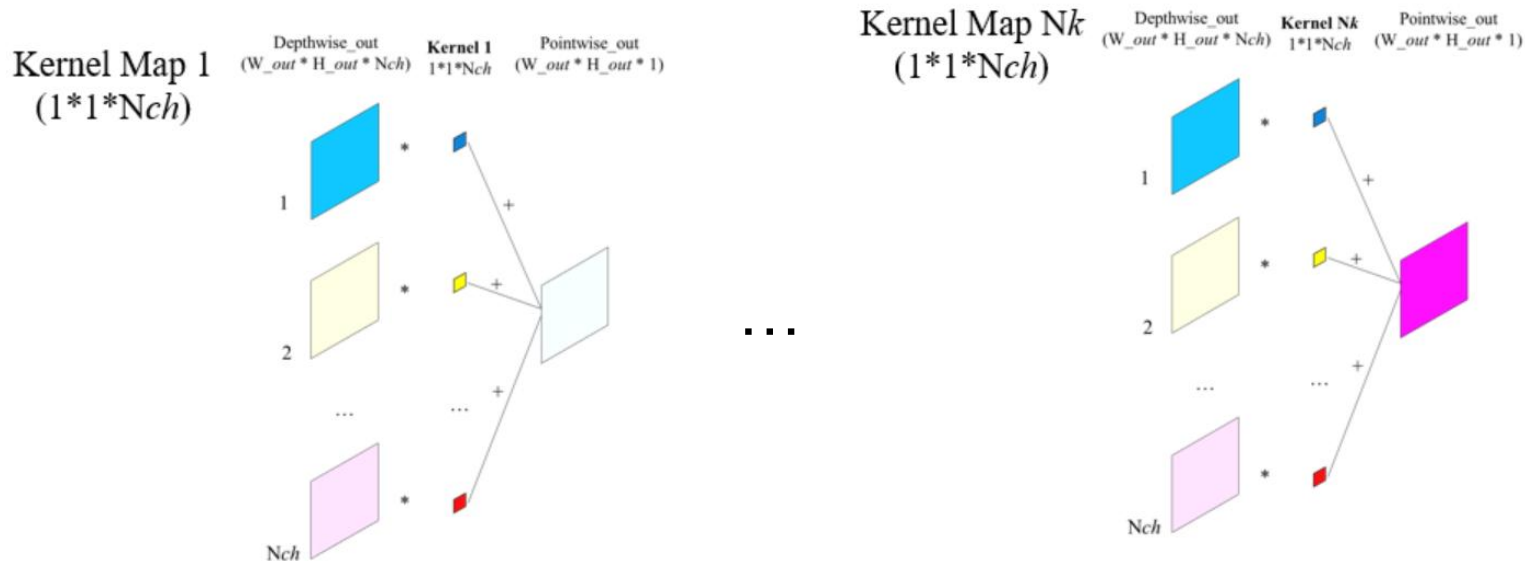 Kernel Map 1
(1*1*Nch)
Depthwise_out
(W_out * H_out * Nch)
Kernel 1
1*1*Nch
Pointwise_out
(W_out * H_out * 1)
*
+
1
*
+
2
+
...
...
*
Nch
...
Kernel Map Nk
(1*1*Nch)
Depthwise_out
(W_out * H_out * Nch)
Kernel Nk
1*1*Nch
Pointwise_out
(W_out * H_out * 1)
*
+
1
*
+
2
+
...
...
*
Nch